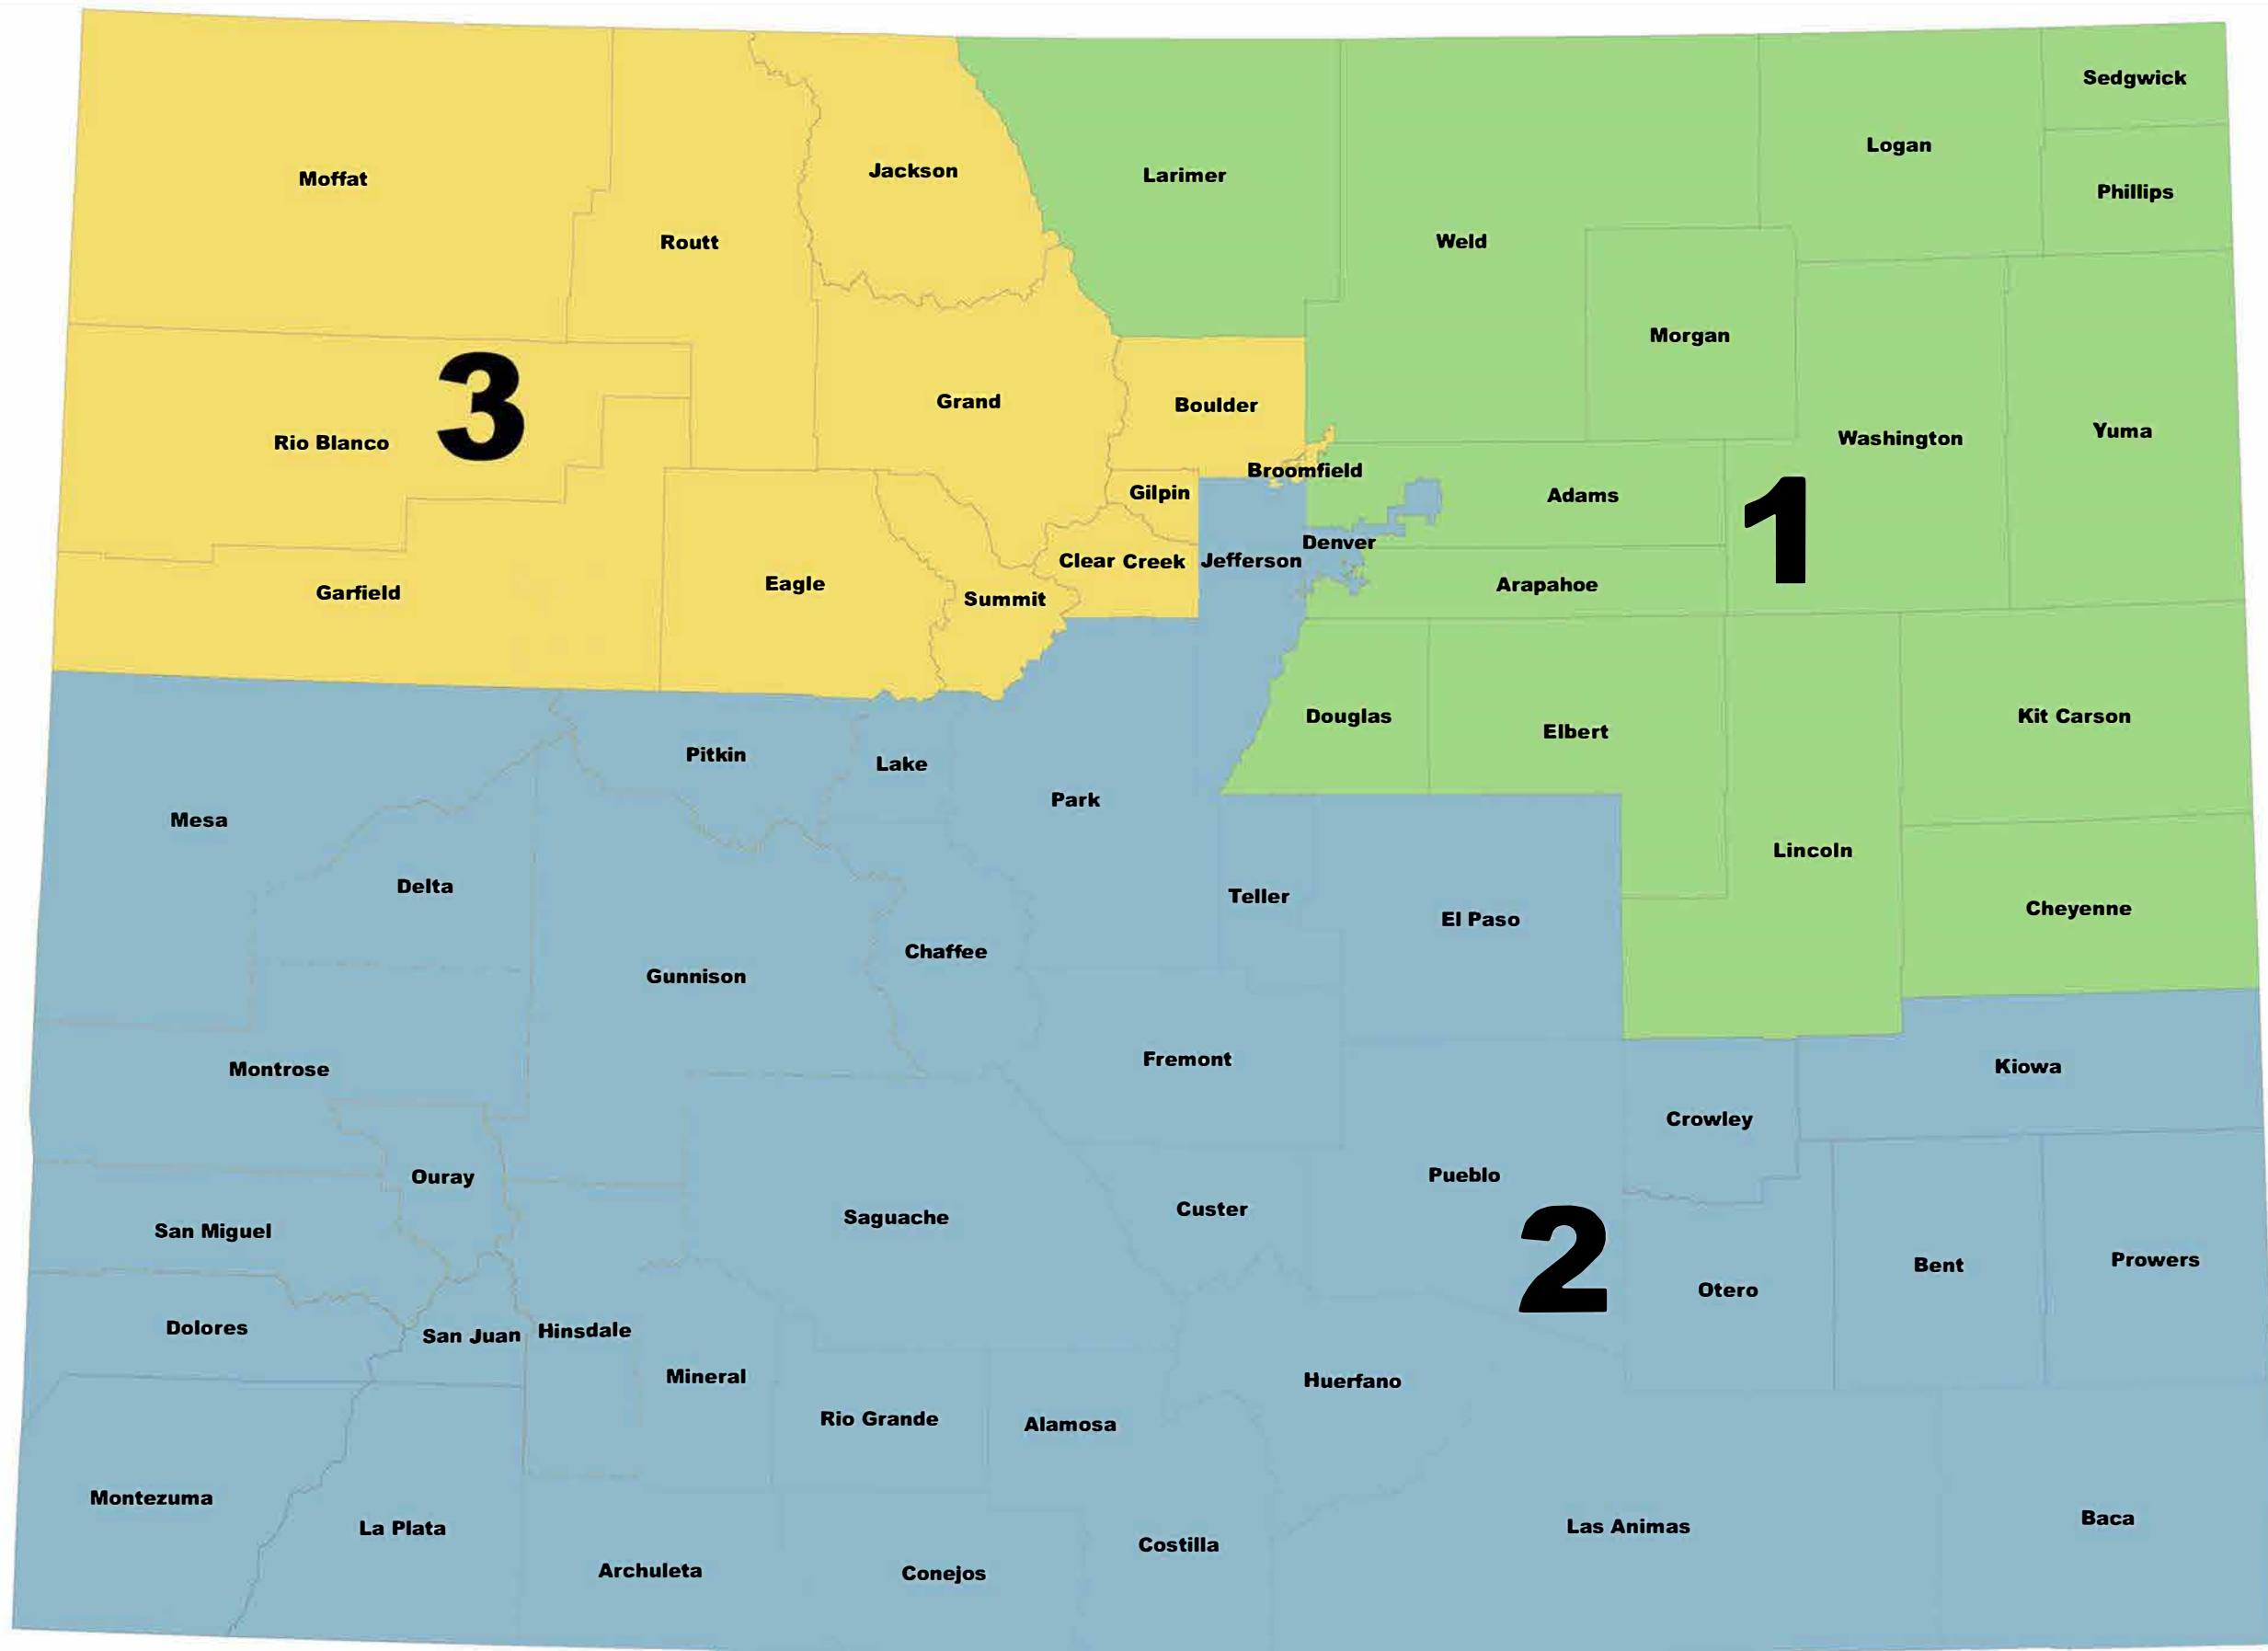 Sedgwick
Logan
Jackson
Larimer
Moffat
Phillips
Routt
Weld
Morgan
3
Grand
Boulder
Yuma
Washington
Rio Blanco
Broomfield
Gilpin
Adams
1
Denver
Clear Creek
Jefferson
Eagle
Arapahoe
Garfield
Summit
Douglas
Kit Carson
Elbert
Pitkin
Lake
Park
Mesa
Lincoln
Delta
Teller
Cheyenne
El Paso
Chaffee
Gunnison
Fremont
Kiowa
Montrose
Crowley
Pueblo
Ouray
Custer
Saguache
San Miguel
2
Prowers
Bent
Otero
Dolores
Hinsdale
San Juan
Mineral
Huerfano
Rio Grande
Alamosa
Montezuma
Baca
Las Animas
La Plata
Costilla
Archuleta
Conejos